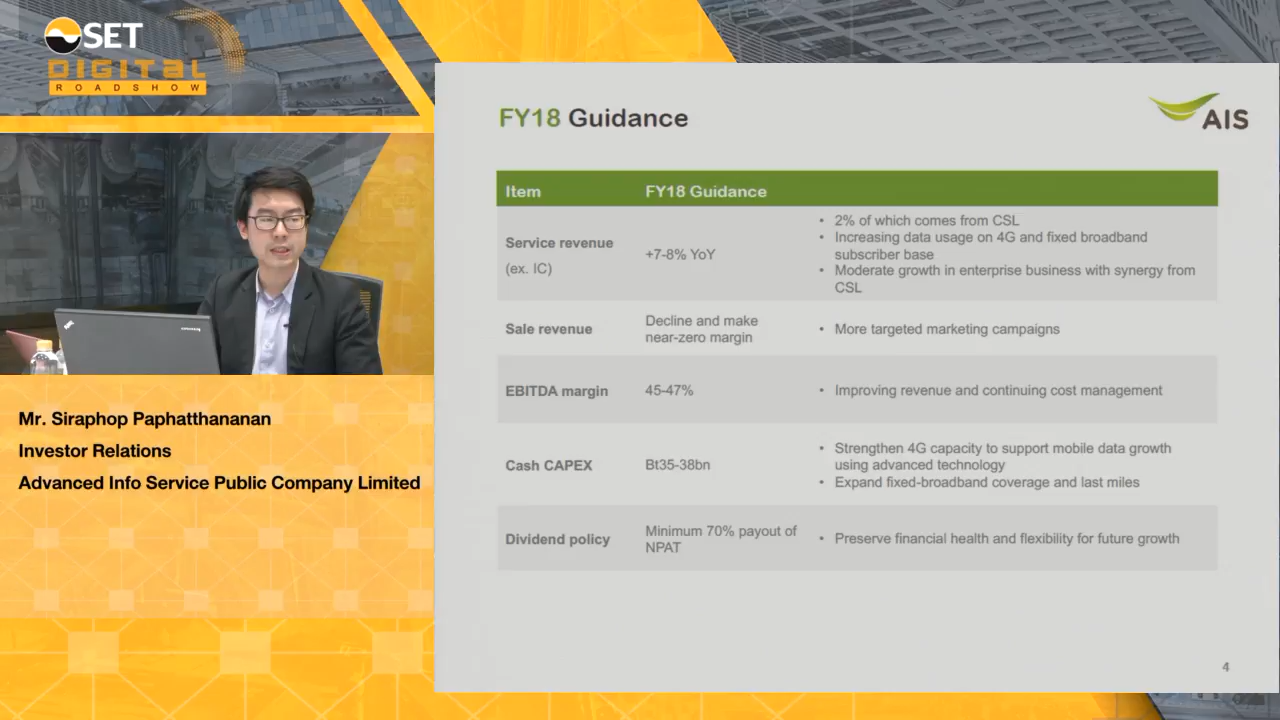 SET
DIGITAL
ROADSHOW
Mr. Siraphop Paphatthananan
Investor Relations
Advanced Info Service Public Company Limited
FY18 Guidance
AIS
Item FY18 Guidance
Service revenue
(ex. IC)
+7-8% YoY
• 2% of which comes from CSL
• Increasing data usage on 4G and fixed broadband
subscriber base
• Moderate growth in enterprise business with synergy from
CSL
Sale revenue
Decline and make
near-zero margin
• More targeted marketing campaigns
EBITDA margin
45-47%
• Improving revenue and continuing cost management
Cash CAPEX
Bt35-38bn
• Strengthen 4G capacity to support mobile data growth
using advanced technology
• Expand fixed-broadband coverage and last miles
Dividend policy
Minimum 70% payout of
NPAT
• Preserve financial health and flexibility for future growth
4